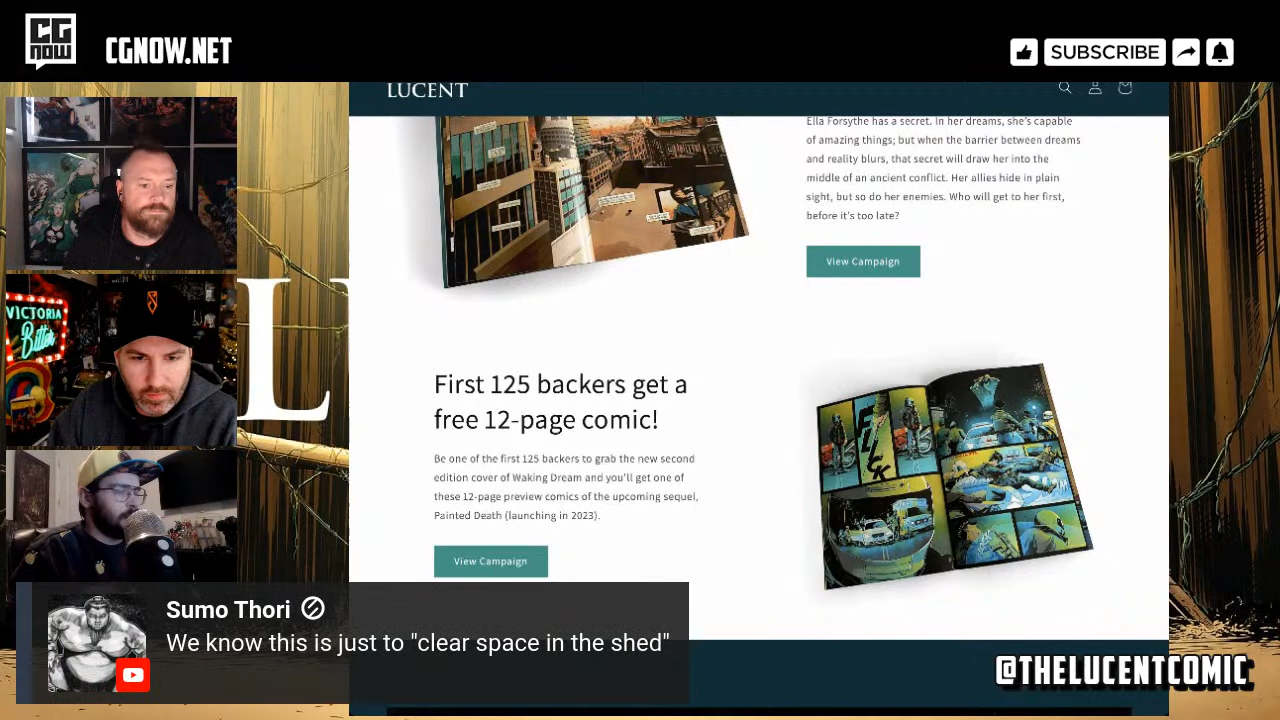 CG
NOW
CGNOW.NET
SUBSCRIBE
LUCENT
Ella Forsythe has a secret. In her dreams, she's capable
of amazing things; but when the barrier between dreams
and reality blurs, that secret will draw her into the
middle of an ancient conflict. Her allies hide in plain
sight, but so do her enemies. Who will get to her first,
before it's too late?
View Campaign
VICTORIA
Bitter
L
First 125 backers get a
free 12-page comic!
Be one of the first 125 backers to grab the new second
edition cover of Waking Dream and you'll get one of
these 12-page preview comics of the upcoming sequel,
Painted Death (launching in 2023).
View Campaign
FLICK
Sumo Thori
We know this is just to "clear space in the shed"
@THELUCENTCOMIC